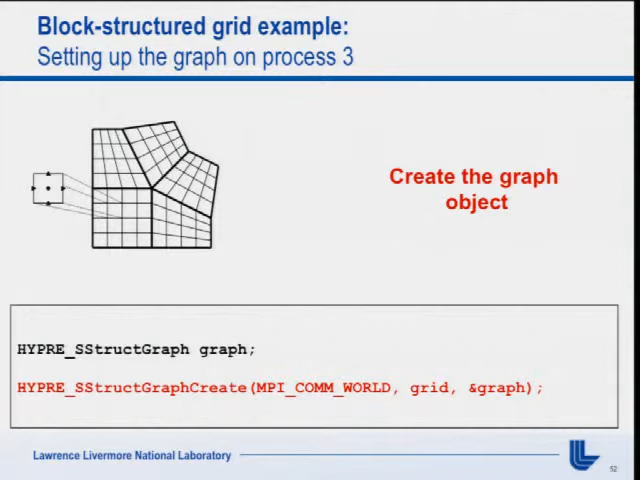 Block-structured grid example:
Setting up the graph on process 3
Create the graph
object
HYPRE_SStructGraph graph;
HYPRE_SStructGraphCreate(MPI_COMM_WORLD, grid, &graph);
Lawrence Livermore National Laboratory
52